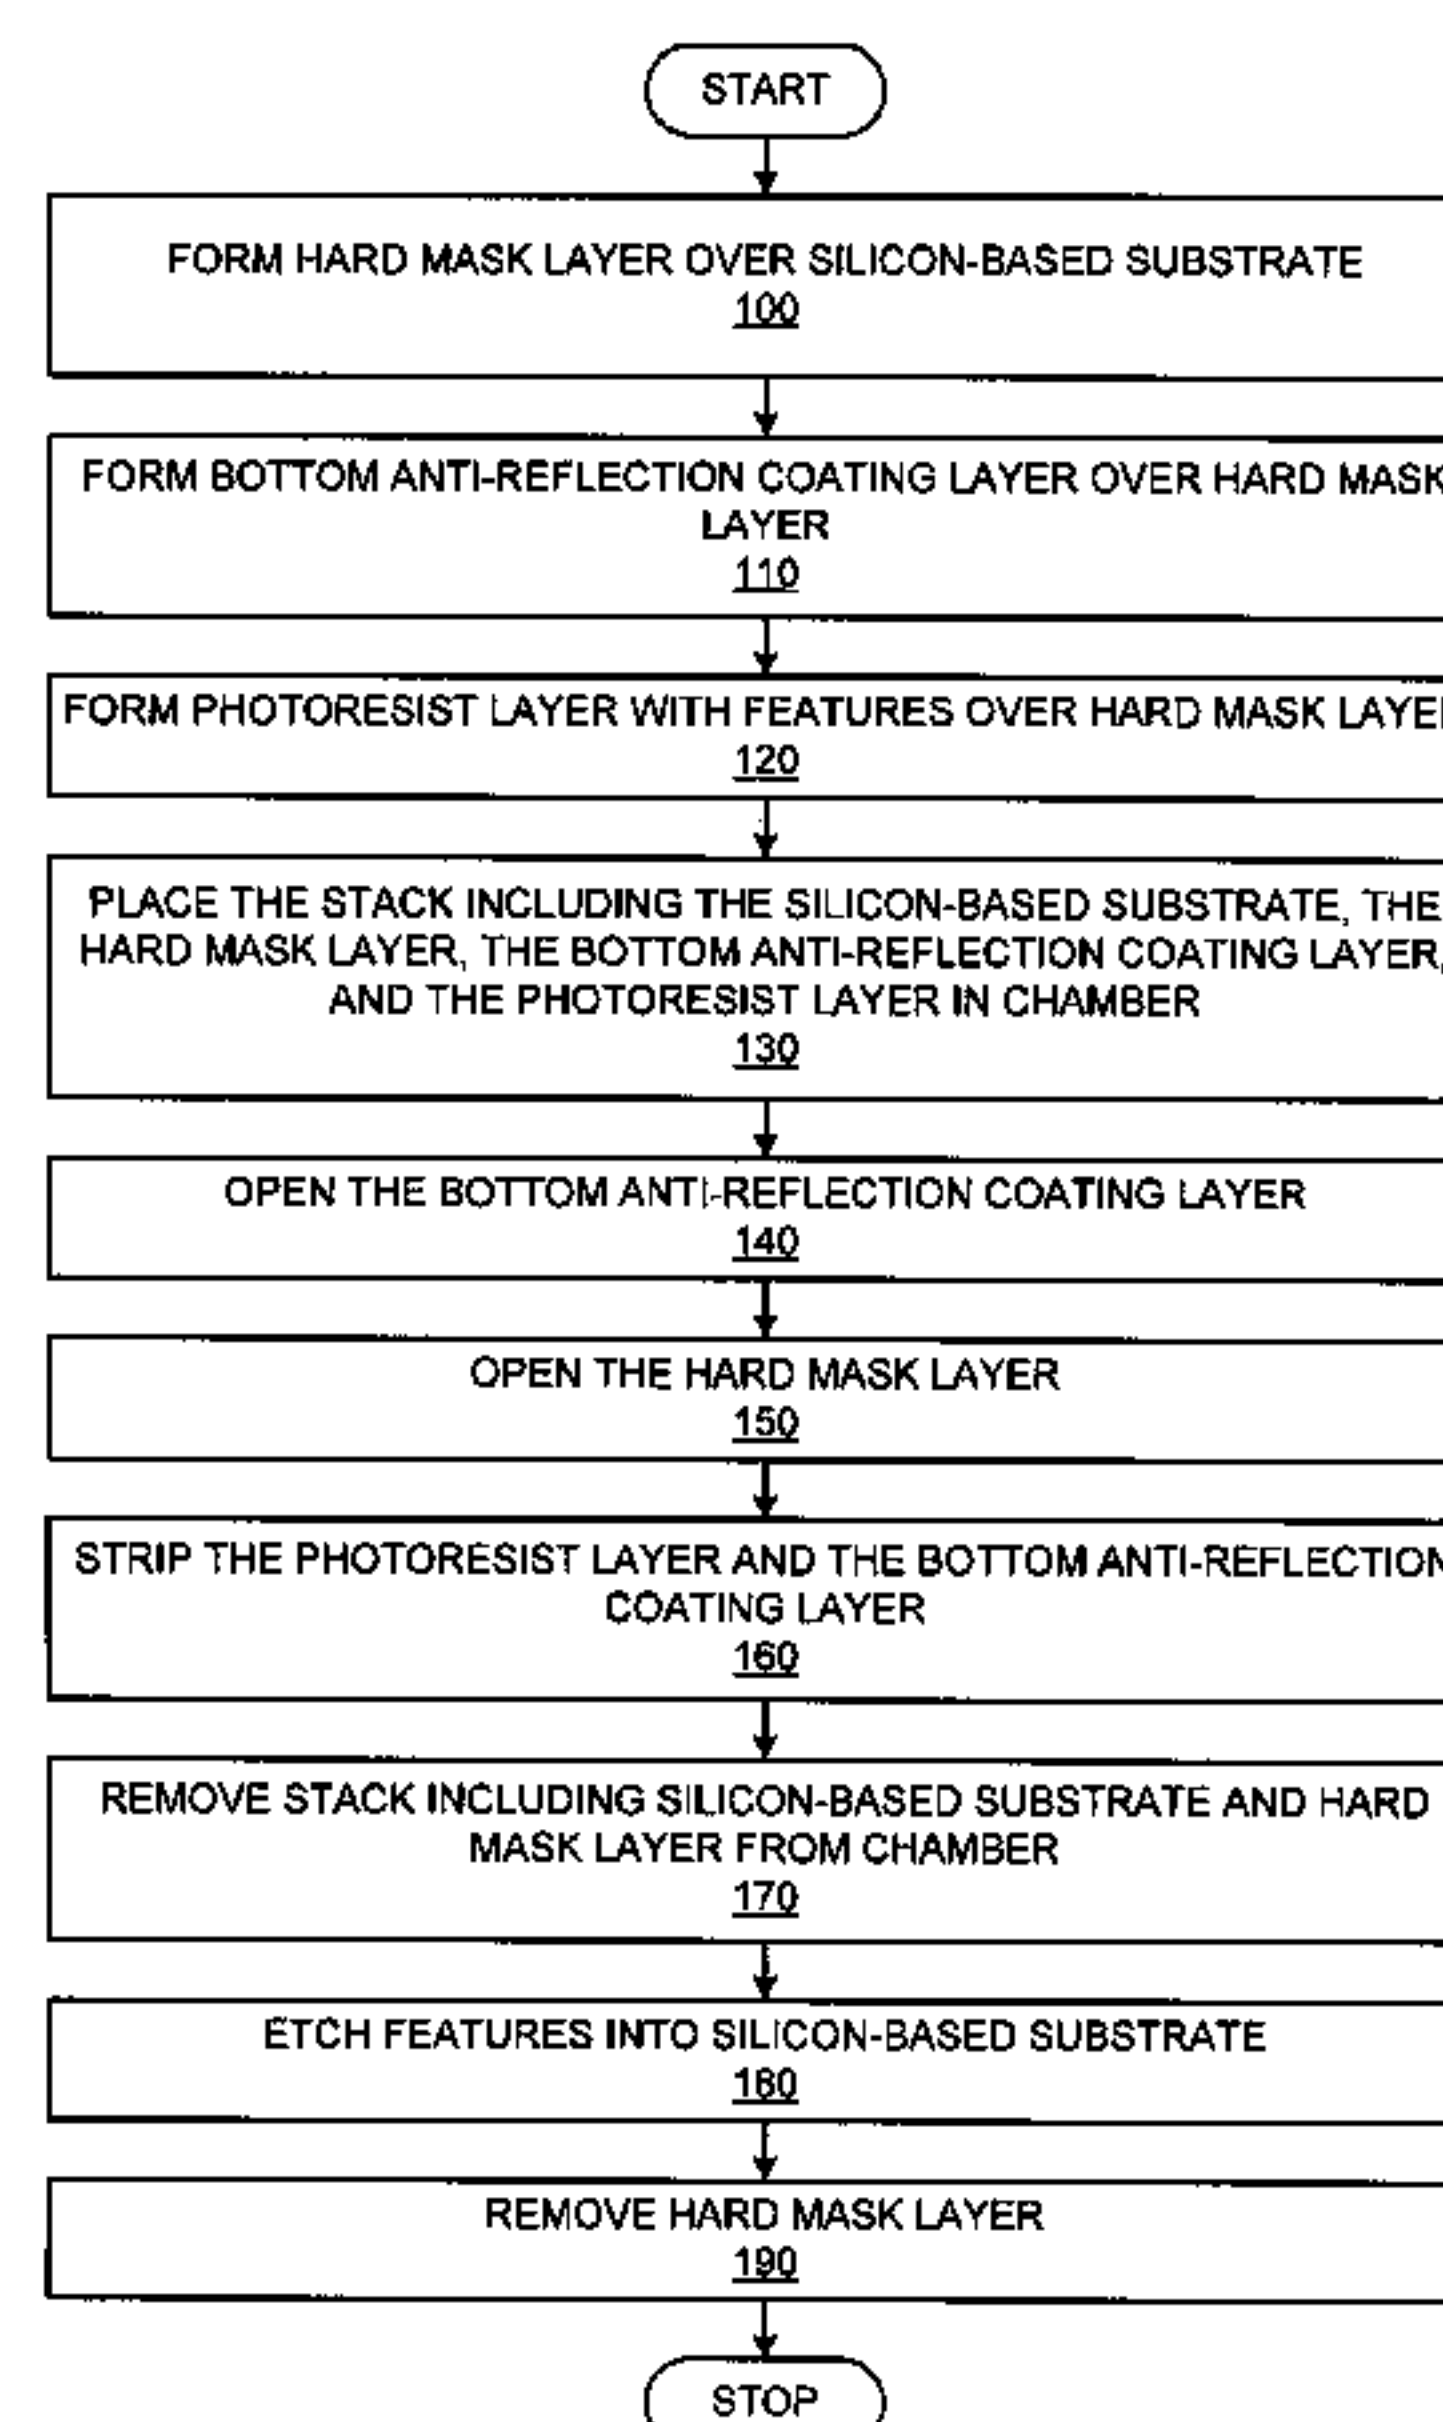 START
FORM HARD MASK LAYER OVER SILICON-BASED SUBSTRATE
100
FORM BOTTOM ANTI-REFLECTION COATING LAYER OVER HARD MASK
LAYER
110
FORM PHOTORESIST LAYER WITH FEATURES OVER HARD MASK LAYER
120
PLACE THE STACK INCLUDING THE SILICON-BASED SUBSTRATE, THE
HARD MASK LAYER, THE BOTTOM ANTI-REFLECTION COATING LAYER,
AND THE PHOTORESIST LAYER IN CHAMBER
130
OPEN THE BOTTOM ANTI-REFLECTION COATING LAYER
140
OPEN THE HARD MASK LAYER
150
STRIP THE PHOTORESIST LAYER AND THE BOTTOM ANTI-REFLECTION
COATING LAYER
160
REMOVE STACK INCLUDING SILICON-BASED SUBSTRATE AND HARD
MASK LAYER FROM CHAMBER
170
ETCH FEATURES INTO SILICON-BASED SUBSTRATE
180
REMOVE HARD MASK LAYER
190
STOP